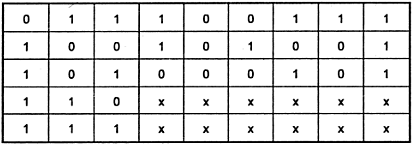 0 1 1 1 0 0 1 1 1
1 0 0 1 0 1 0 0 1
1 0 1 0 0 0 1 0 1
1 1 0 x x x x x x
1 1 1 x x x x x x